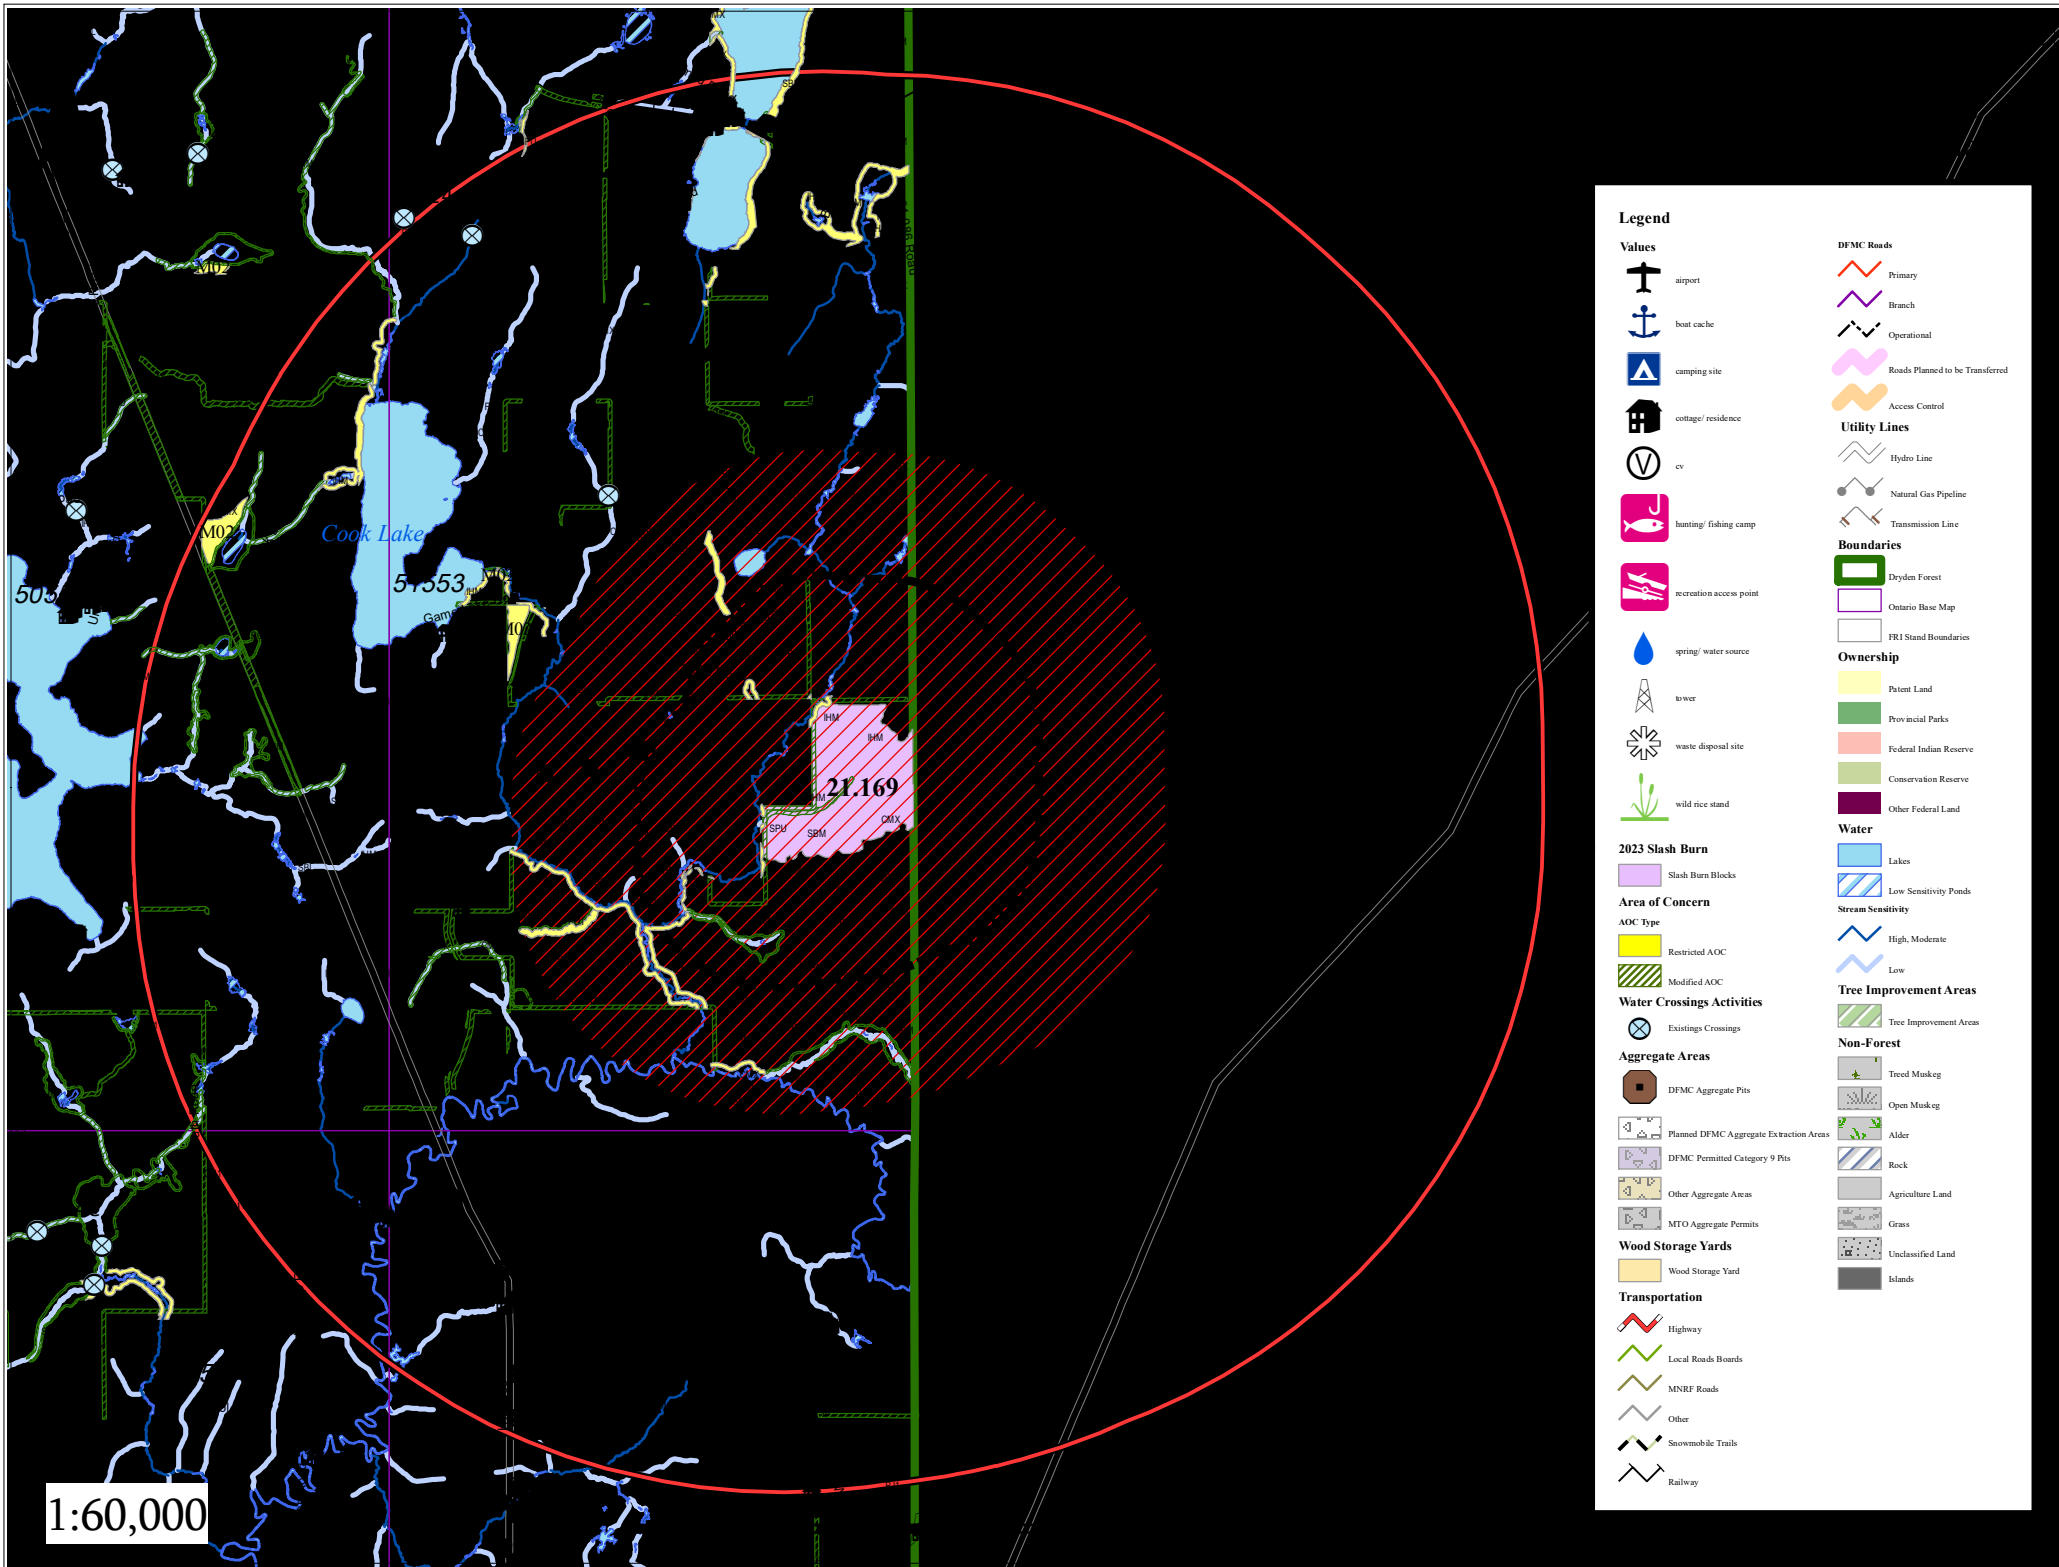 M02
Cook Lake
M02
51553
505
Game
M0
IHM
IHM
21.169
HM
SPU
SBM
CMX
1:60,000
Legend
Values
airport
boat cache
camping site
cottage/ residence
V
cv
hunting/ fishing camp
recreation access point
spring/ water source
tower
waste disposal site
wild rice stand
2023 Slash Burn
Slash Burn Blocks
Area of Concern
AOC Type
Restricted AOC
Modified AOC
Water Crossings Activities
Existings Crossings
Aggregate Areas
DFMC Aggregate Pits
Planned DFMC Aggregate Extraction Areas
DFMC Permitted Category 9 Pits
Other Aggregate Areas
MTO Aggregate Permits
Wood Storage Yards
Wood Storage Yard
Transportation
Highway
Local Roads Boards
MNRF Roads
Other
Snowmobile Trails
Railway
DFMC Roads
Primary
Branch
Operational
Roads Planned to be Transferred
Access Control
Utility Lines
Hydro Line
Natural Gas Pipeline
Transmission Line
Boundaries
Dryden Forest
Ontario Base Map
FRI Stand Boundaries
Ownership
Patent Land
Provincial Parks
Federal Indian Reserve
Conservation Reserve
Other Federal Land
Water
Lakes
Low Sensitivity Ponds
Stream Sensitivity
High, Moderate
Low
Tree Improvement Areas
Tree Improvement Areas
Non-Forest
Treed Muskeg
Open Muskeg
Alder
Rock
Agriculture Land
Grass
Unclassified Land
Islands